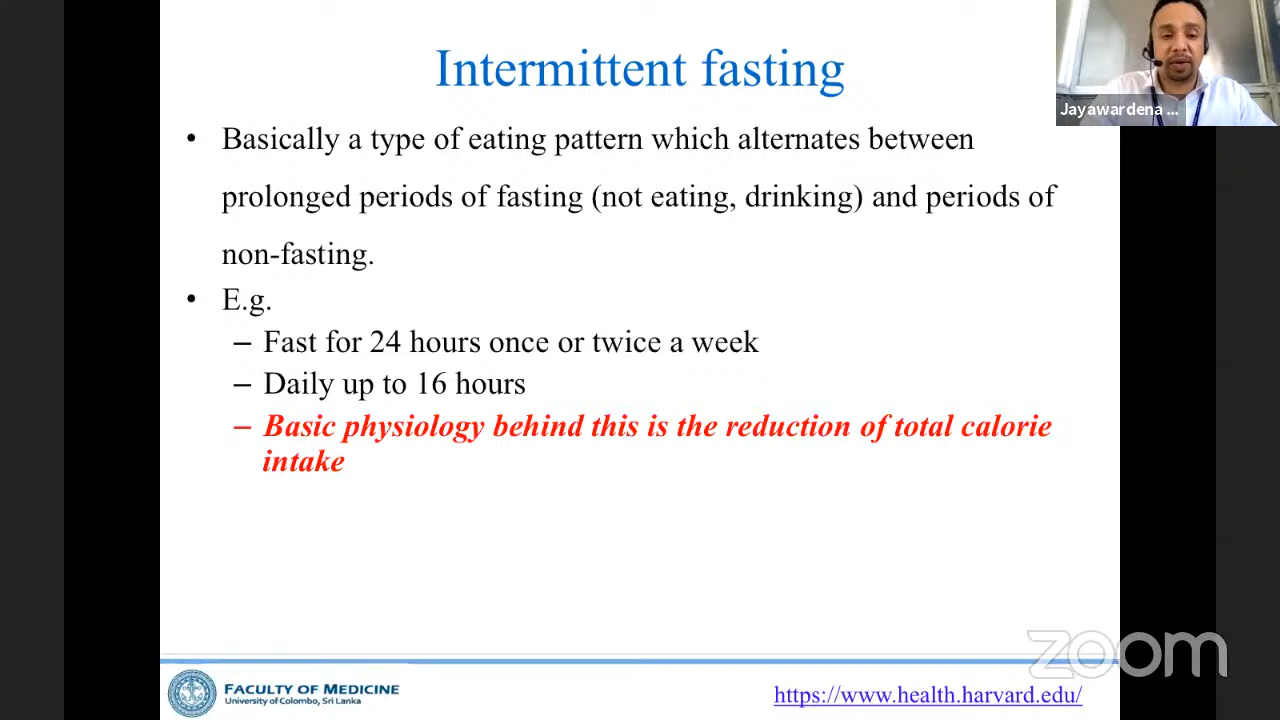 Intermittent fasting
Jayawardena ...
• Basically a type of eating pattern which alternates between
prolonged periods of fasting (not eating, drinking) and periods of
non-fasting.
• E.g.
– Fast for 24 hours once or twice a week
– Daily up to 16 hours
– Basic physiology behind this is the reduction of total calorie
intake
zoom
FACULTY OF MEDICINE
University of Colombo, Sri Lanka
https://www.health.harvard.edu/